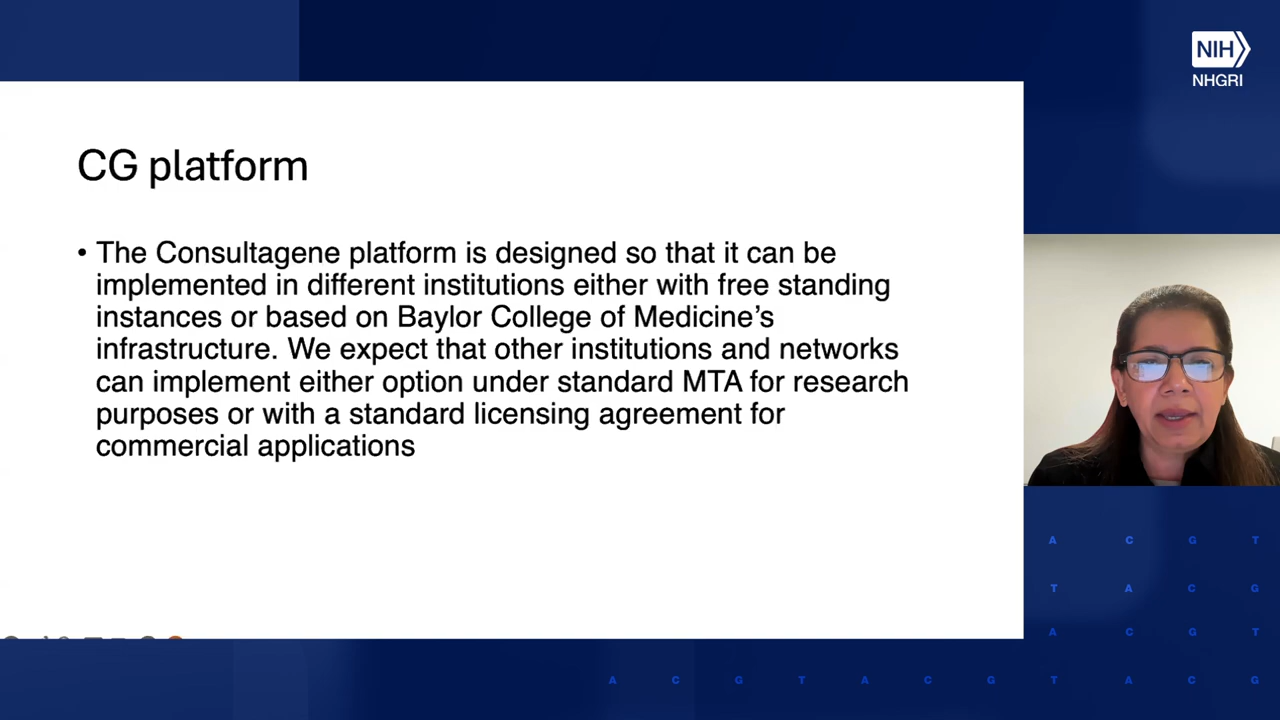 NIH
NHGRI
CG platform
• The Consultagene platform is designed so that it can be
implemented in different institutions either with free standing
instances or based on Baylor College of Medicine’s
infrastructure. We expect that other institutions and networks
can implement either option under standard MTA for research
purposes or with a standard licensing agreement for
commercial applications
A C G T
T A C G
A C G T
A C G T A C G T A C G